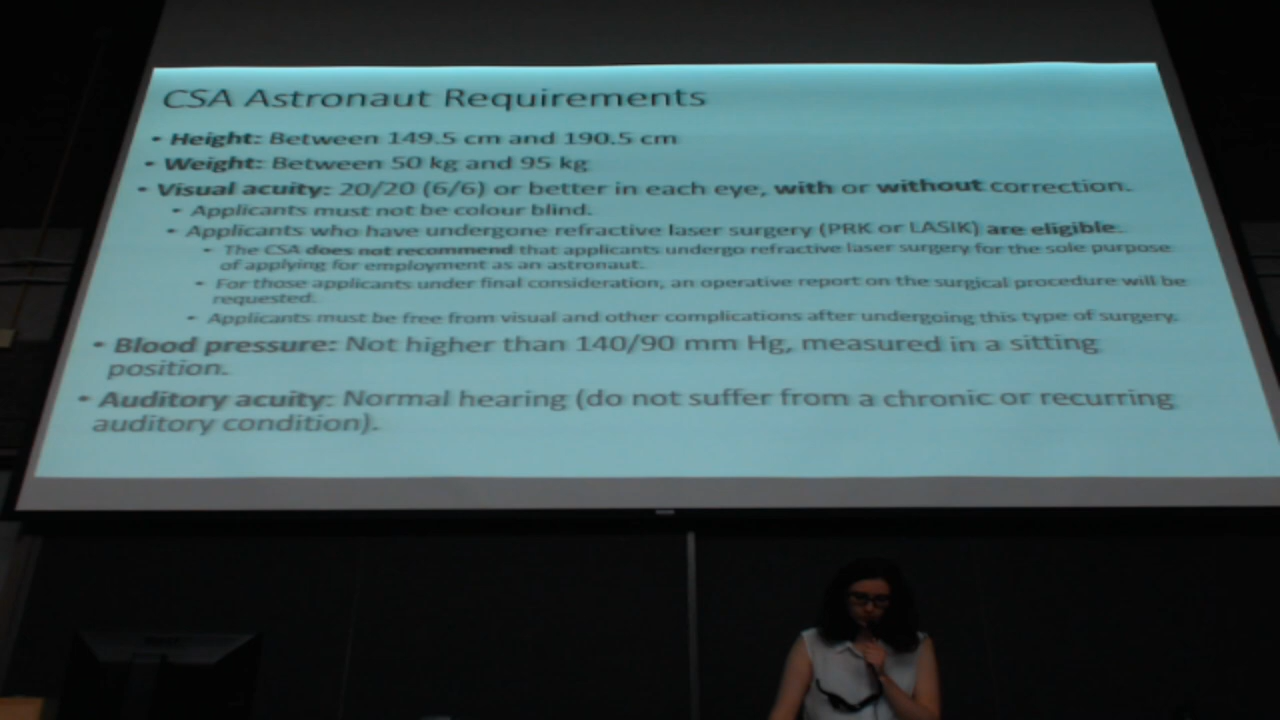 CSA Astronaut Requirements
• Height: Between 149.5 cm and 190.5 cm
• Weight: Between 50 kg and 95 kg
• Visual acuity: 20/20 (6/6) or better in each eye, with or without correction.
• Applicants must not be colour blind.
• Applicants who have undergone refractive laser surgery (PRK or LASIK) are eligible.
• The CSA does not recommend that applicants undergo refractive laser surgery for the sole purpose
of applying for employment as an astronaut.
• For those applicants under final consideration, an operative report on the surgical procedure will be
requested.
• Applicants must be free from visual and other complications after undergoing this type of surgery.
• Blood pressure: Not higher than 140/90 mm Hg, measured in a sitting
position.
• Auditory acuity: Normal hearing (do not suffer from a chronic or recurring
auditory condition).